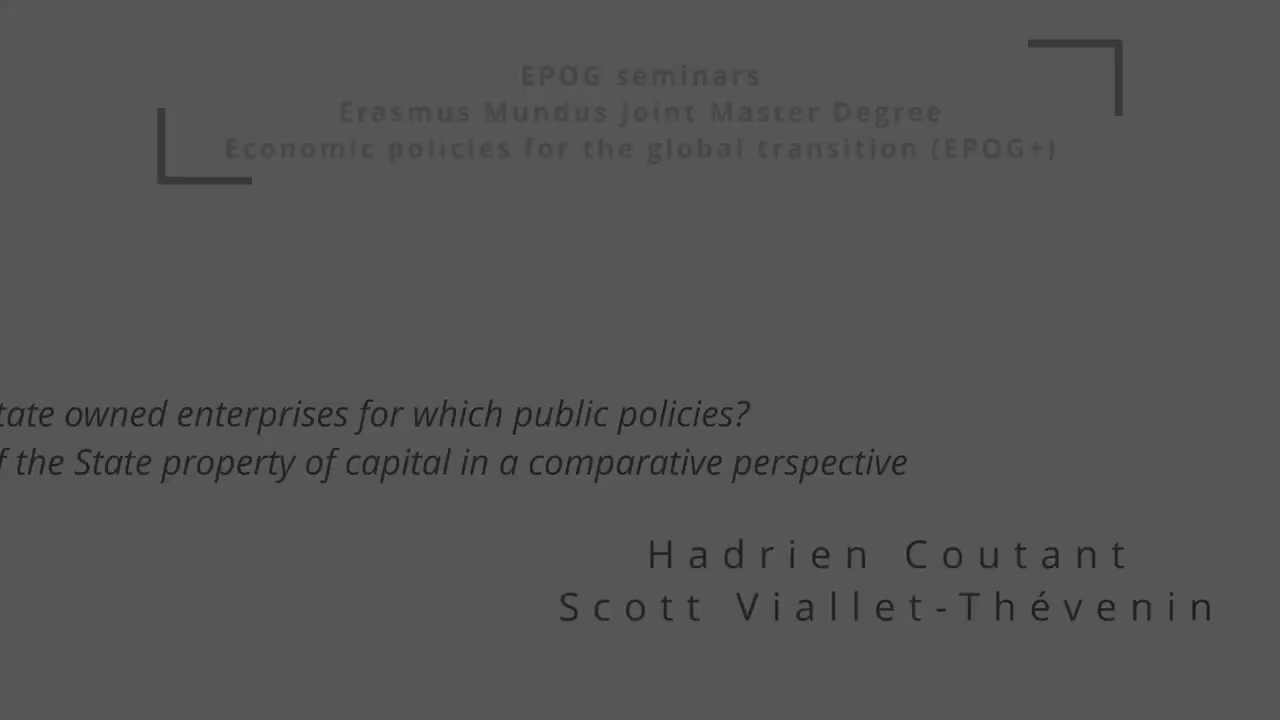 EPOG seminars
Erasmus Mundus Joint Master Degree
Economic policies for the global transition (EPOG+)
tate owned enterprises for which public policies?
f the State property of capital in a comparative perspective
Hadrien Coutant
Scott Viallet-Thévenin